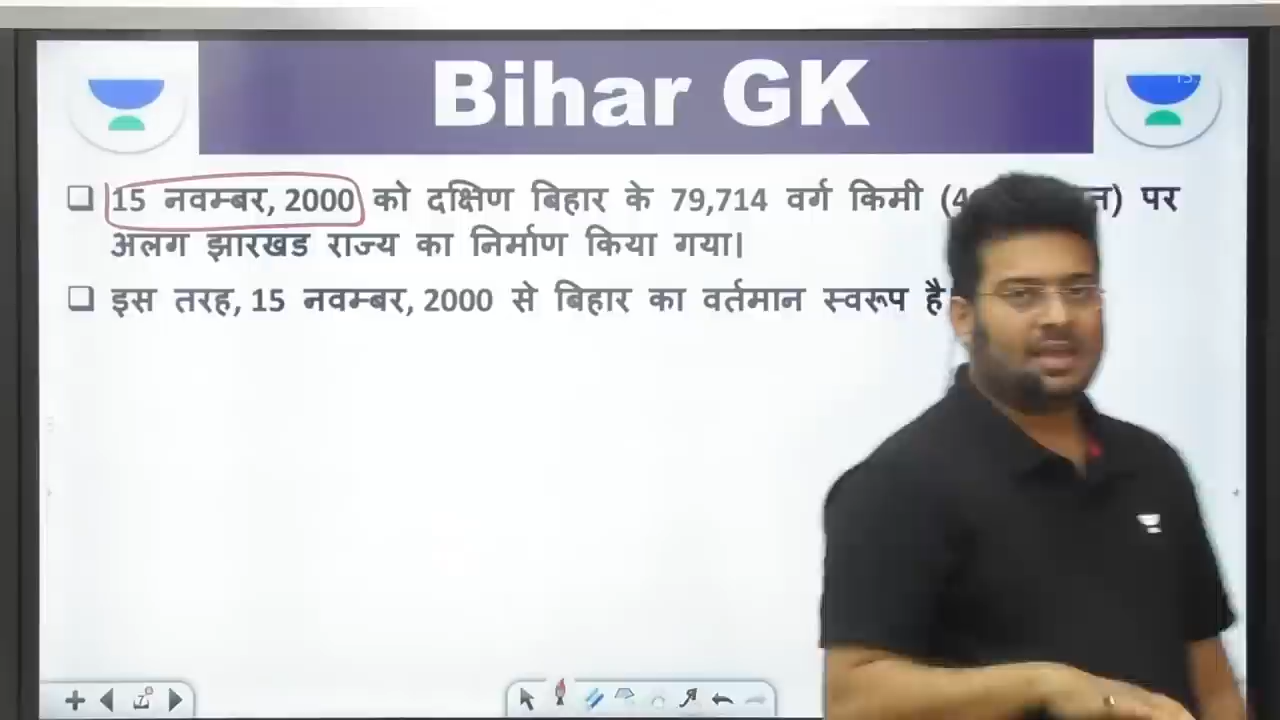 Bihar GK
15 नवम्बर, 2000 को दक्षिण बिहार के 79,714 वर्ग किमी पर
अलग झारखड राज्य का निर्माण किया गया।
इस तरह, 15 नवम्बर, 2000 से बिहार का वर्तमान स्वरूप है